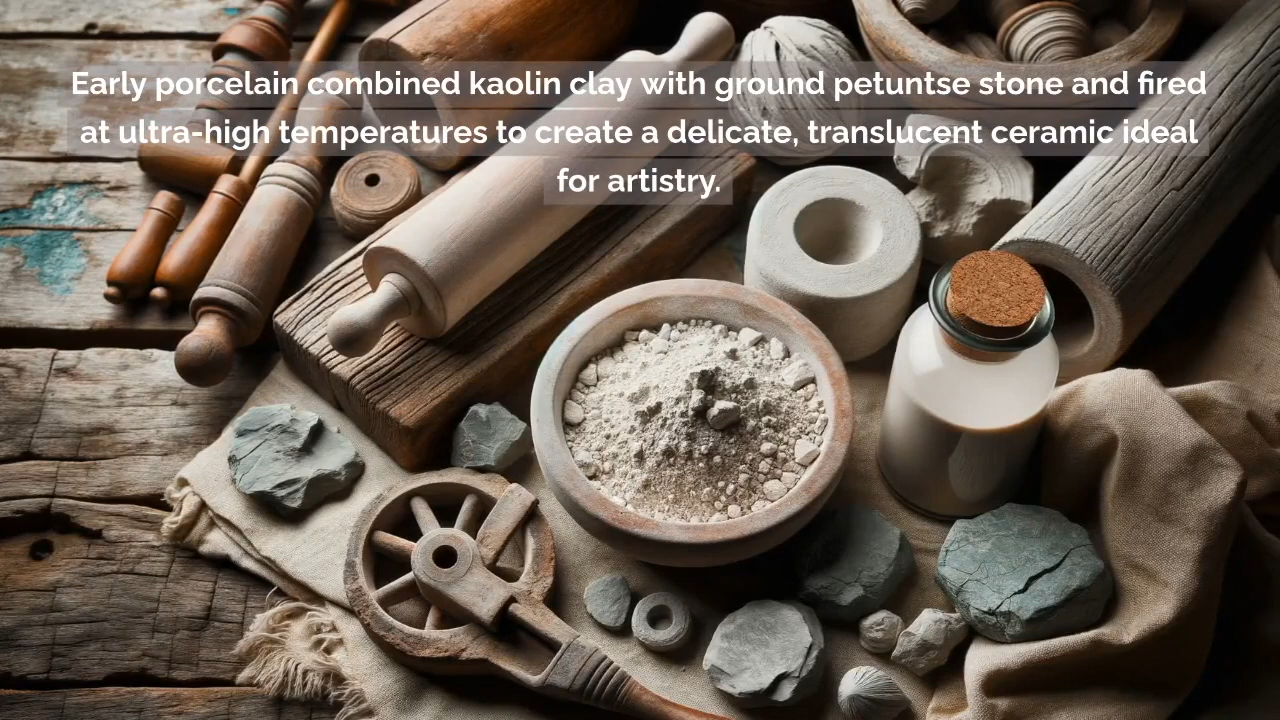 Early porcelain combined kaolin clay with ground petuntse stone and fired
at ultra-high temperatures to create a delicate, translucent ceramic ideal
for artistry.